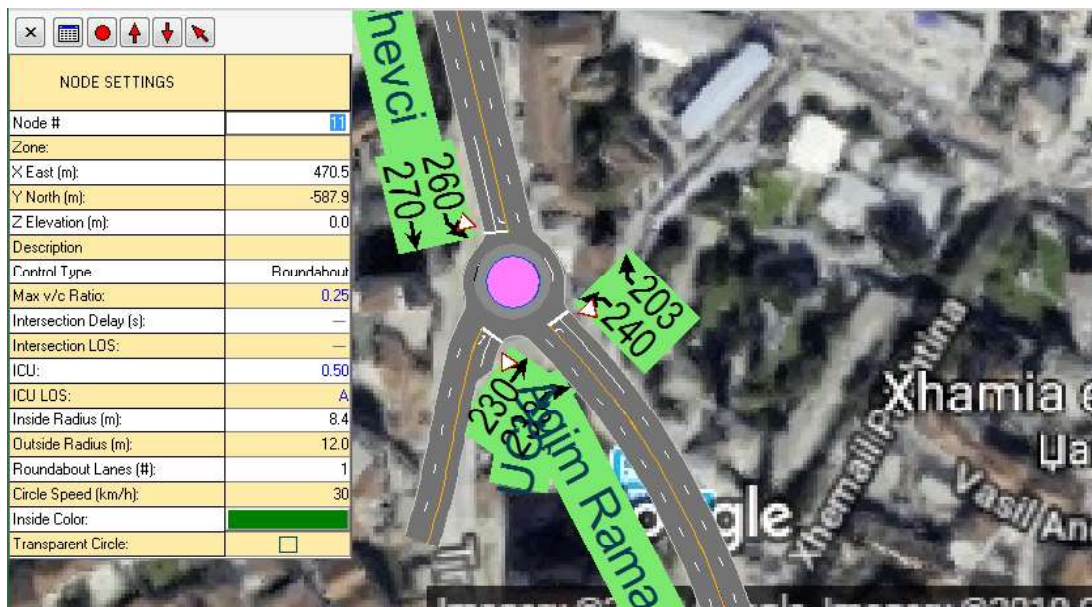 NODE SETTINGS
Node # 11
Zone:
X East (m): 470.5
Y North (m): -587.9
Z Elevation (m): 0.0
Description
Control Type Roundabout
Max v/c Ratio: 0.25
Intersection Delay (s): —
Intersection LOS: —
ICU: 0.50
ICU LOS: A
Inside Radius (m): 8.4
Outside Radius (m): 12.0
Roundabout Lanes (#): 1
Circle Speed (km/h): 30
Inside Color:
Transparent Circle:
hevci
260
270
203
240
230
Agim Rama
Xhamia
Xhemail